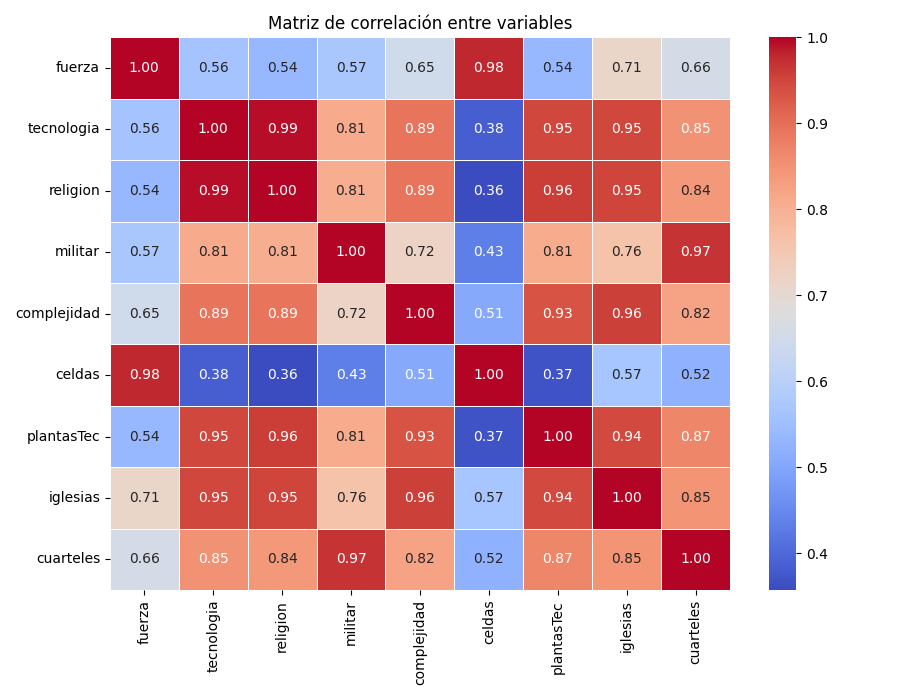 Matriz de correlación entre variables
fuerza 1.00 0.56 0.54 0.57 0.65 0.98 0.54 0.71 0.66
tecnologia 0.56 1.00 0.99 0.81 0.89 0.38 0.95 0.95 0.85
religion 0.54 0.99 1.00 0.81 0.89 0.36 0.96 0.95 0.84
militar 0.57 0.81 0.81 1.00 0.72 0.43 0.81 0.76 0.97
complejidad 0.65 0.89 0.89 0.72 1.00 0.51 0.93 0.96 0.82
celdas 0.98 0.38 0.36 0.43 0.51 1.00 0.37 0.57 0.52
plantasTec 0.54 0.95 0.96 0.81 0.93 0.37 1.00 0.94 0.87
iglesias 0.71 0.95 0.95 0.76 0.96 0.57 0.94 1.00 0.85
cuarteles 0.66 0.85 0.84 0.97 0.82 0.52 0.87 0.85 1.00
fuerza tecnologia religion militar complejidad celdas plantasTec iglesias cuarteles
1.0
0.9
0.8
0.7
0.6
0.5
0.4